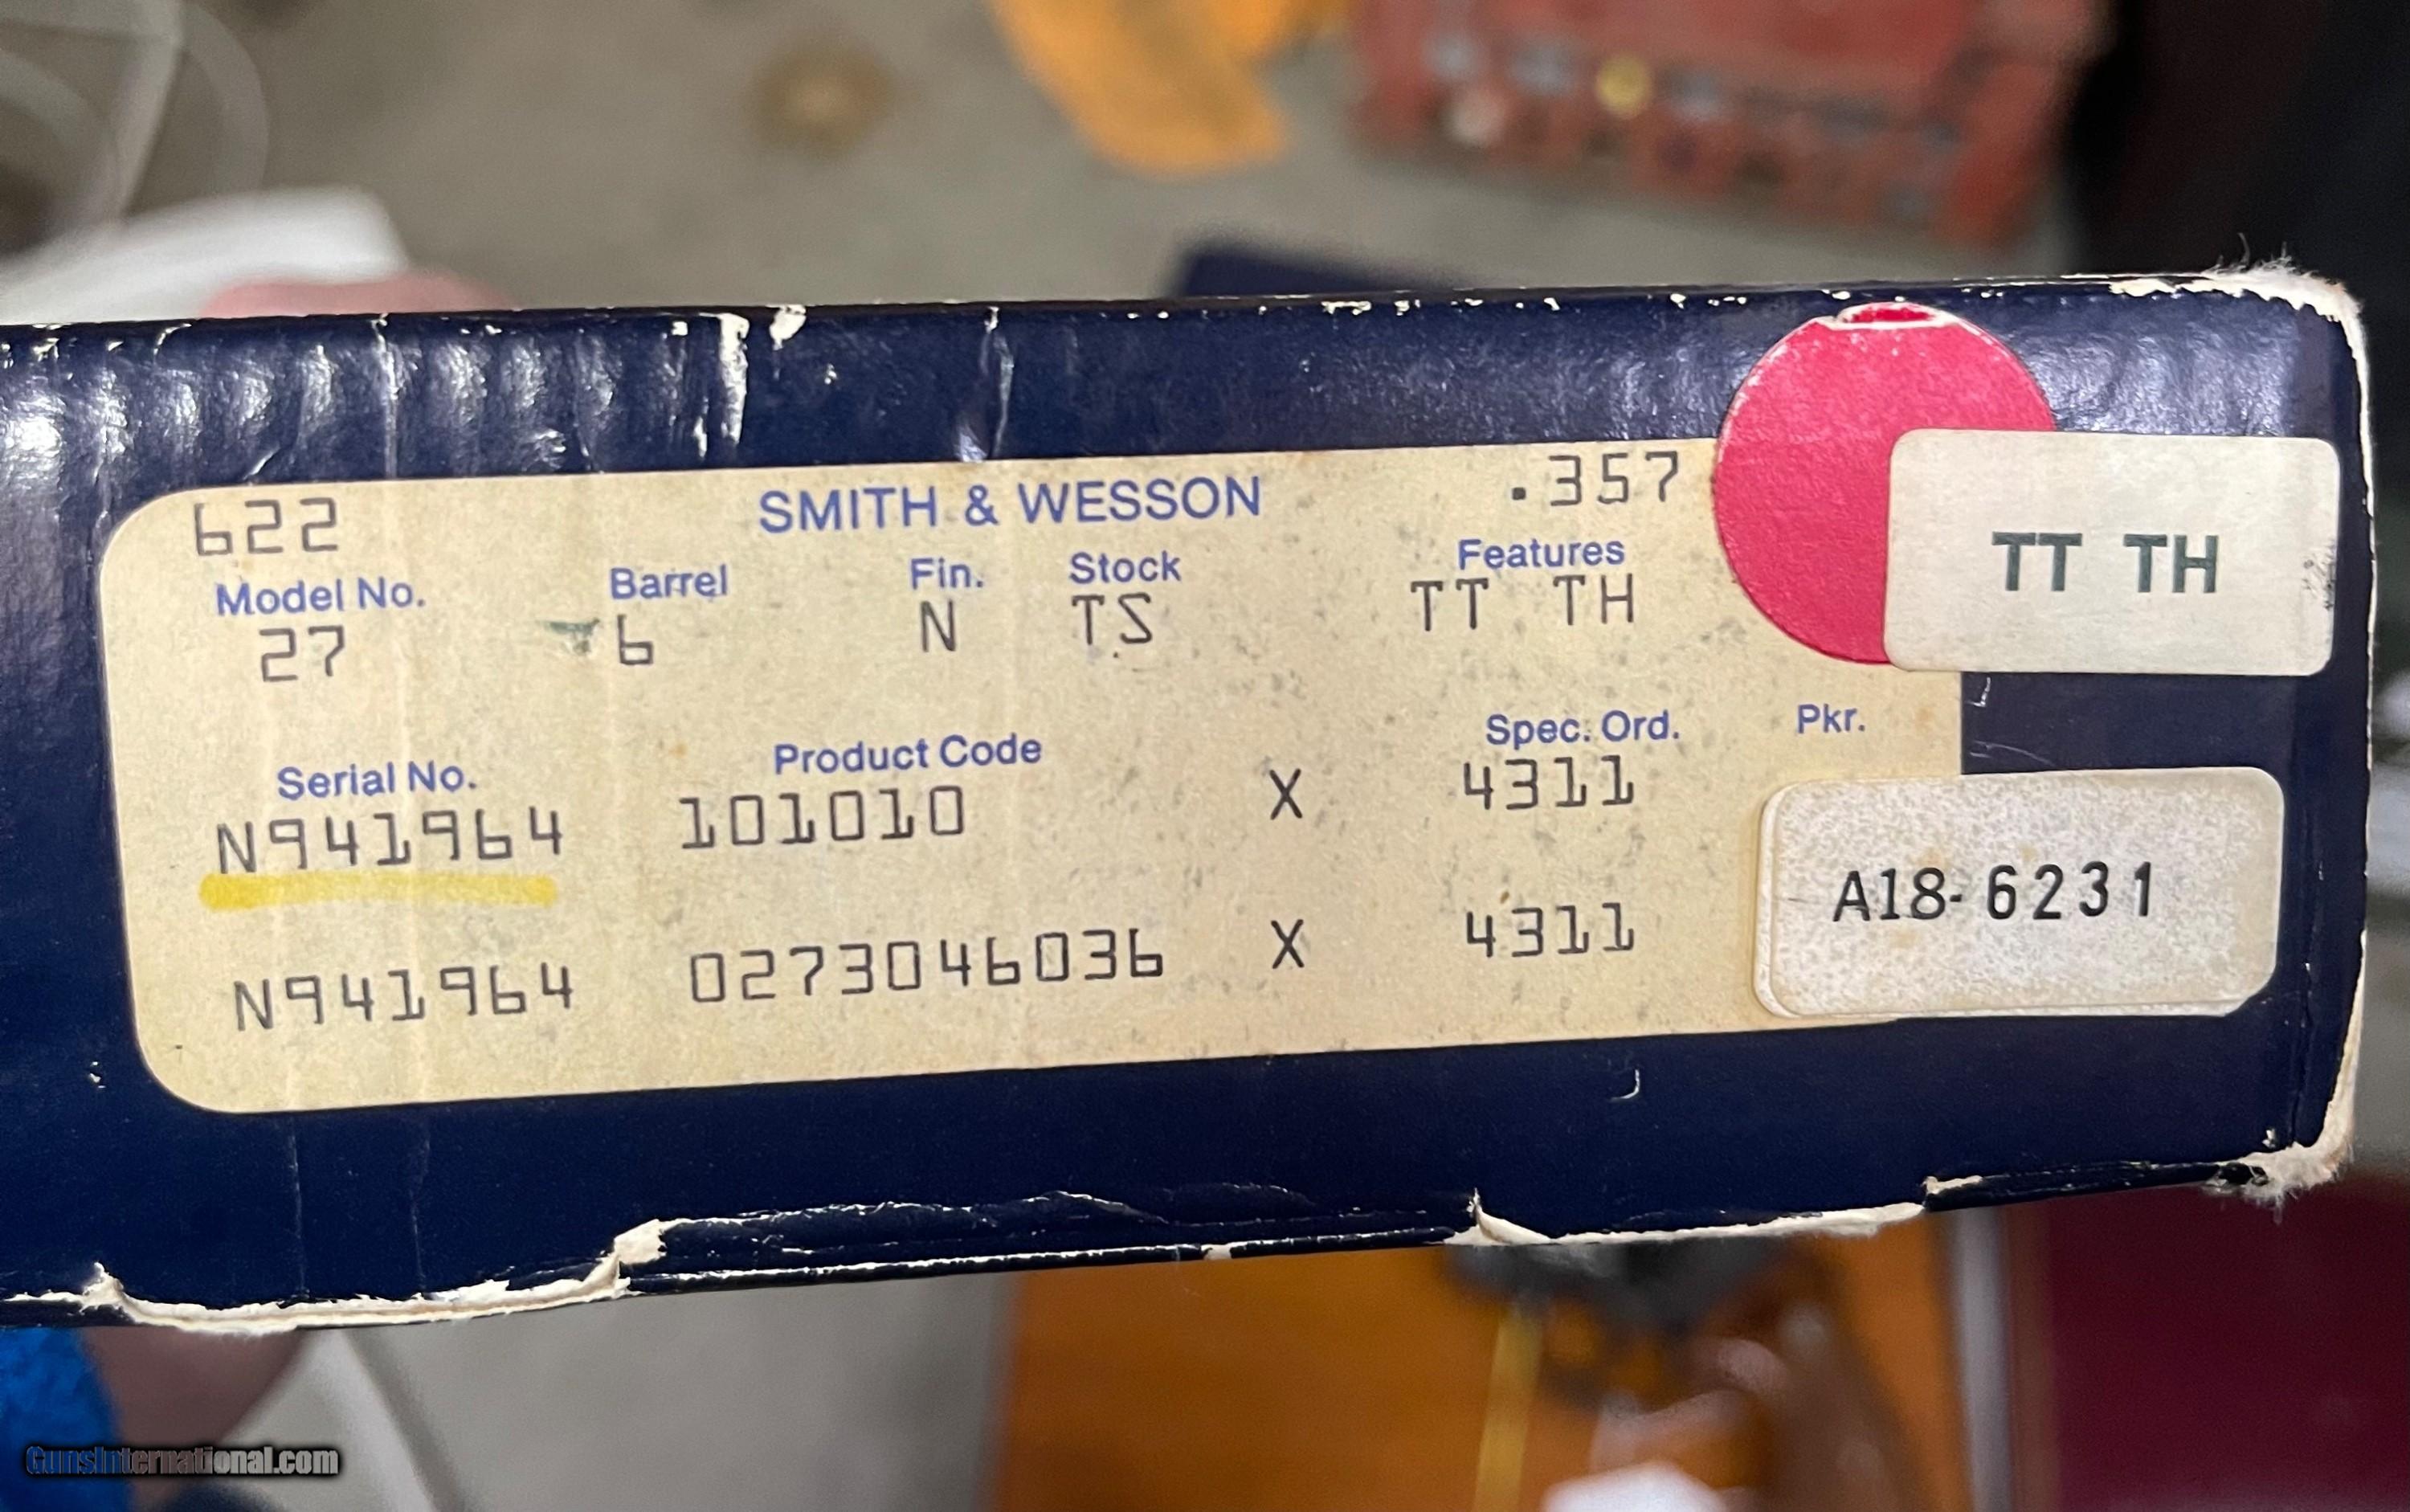 622 SMITH & WESSON .357
Model No. Barrel Fin. Stock Features
27 6 N TS TT TH
TT TH
Serial No. Product Code Spec. Ord. Pkr.
N941964 101010 X 4311
N941964 0273046036 X 4311
A18-6231
GunsInternational.com